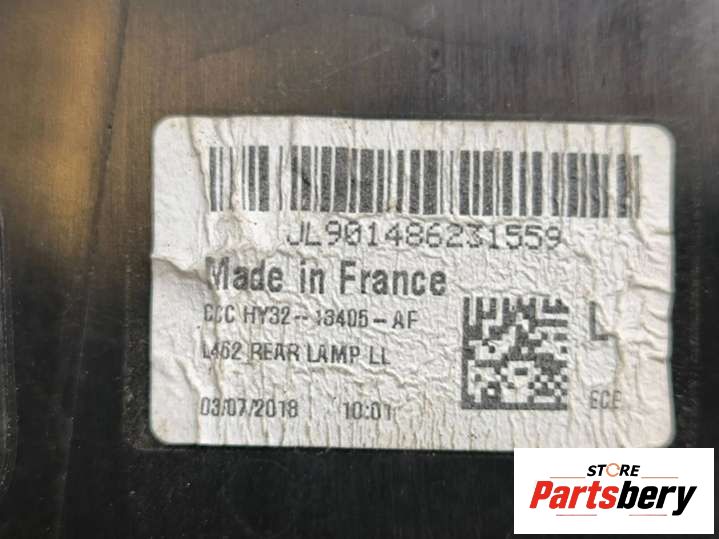 JL901486231559
Made in France
CCC HY32-13405-AF
L
L462 REAR LAMP LL
03/07/2018 10:01
ECE
STORE
Partsbery